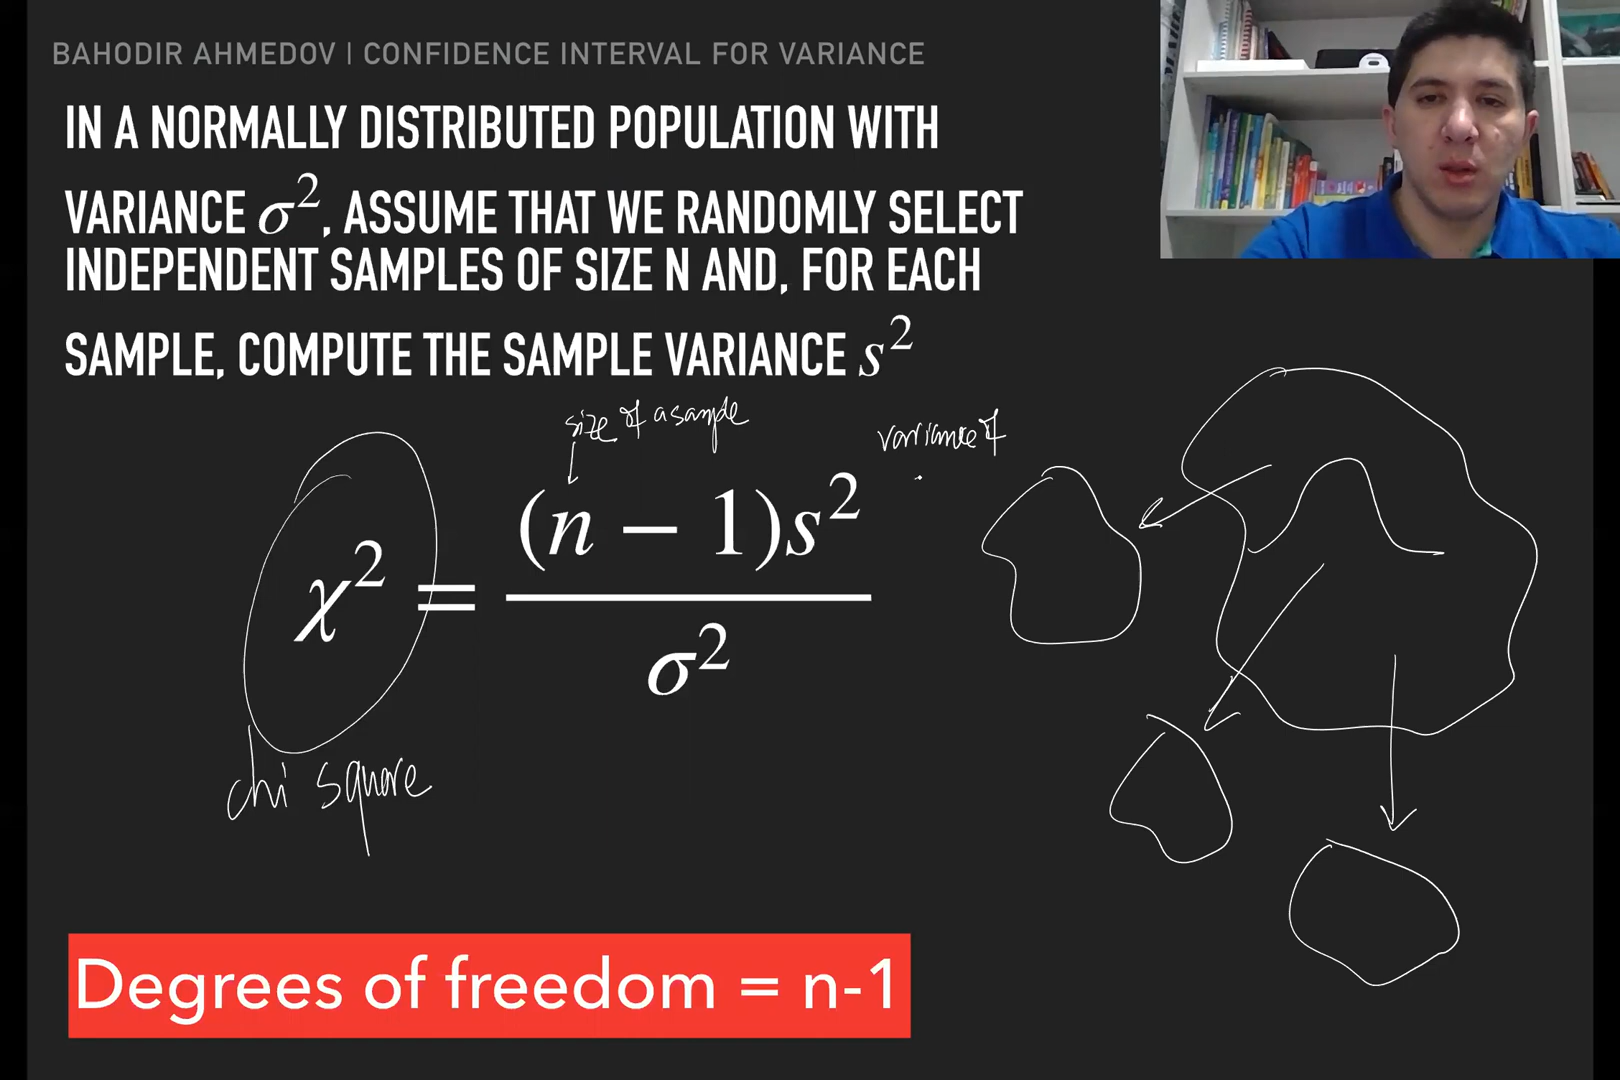 BAHODIR AHMEDOV | CONFIDENCE INTERVAL FOR VARIANCE
IN A NORMALLY DISTRIBUTED POPULATION WITH
VARIANCE σ², ASSUME THAT WE RANDOMLY SELECT
INDEPENDENT SAMPLES OF SIZE N AND, FOR EACH
SAMPLE, COMPUTE THE SAMPLE VARIANCE s²
size of a sample
variance of
χ² = (n − 1)s² / σ²
chi square
Degrees of freedom = n-1